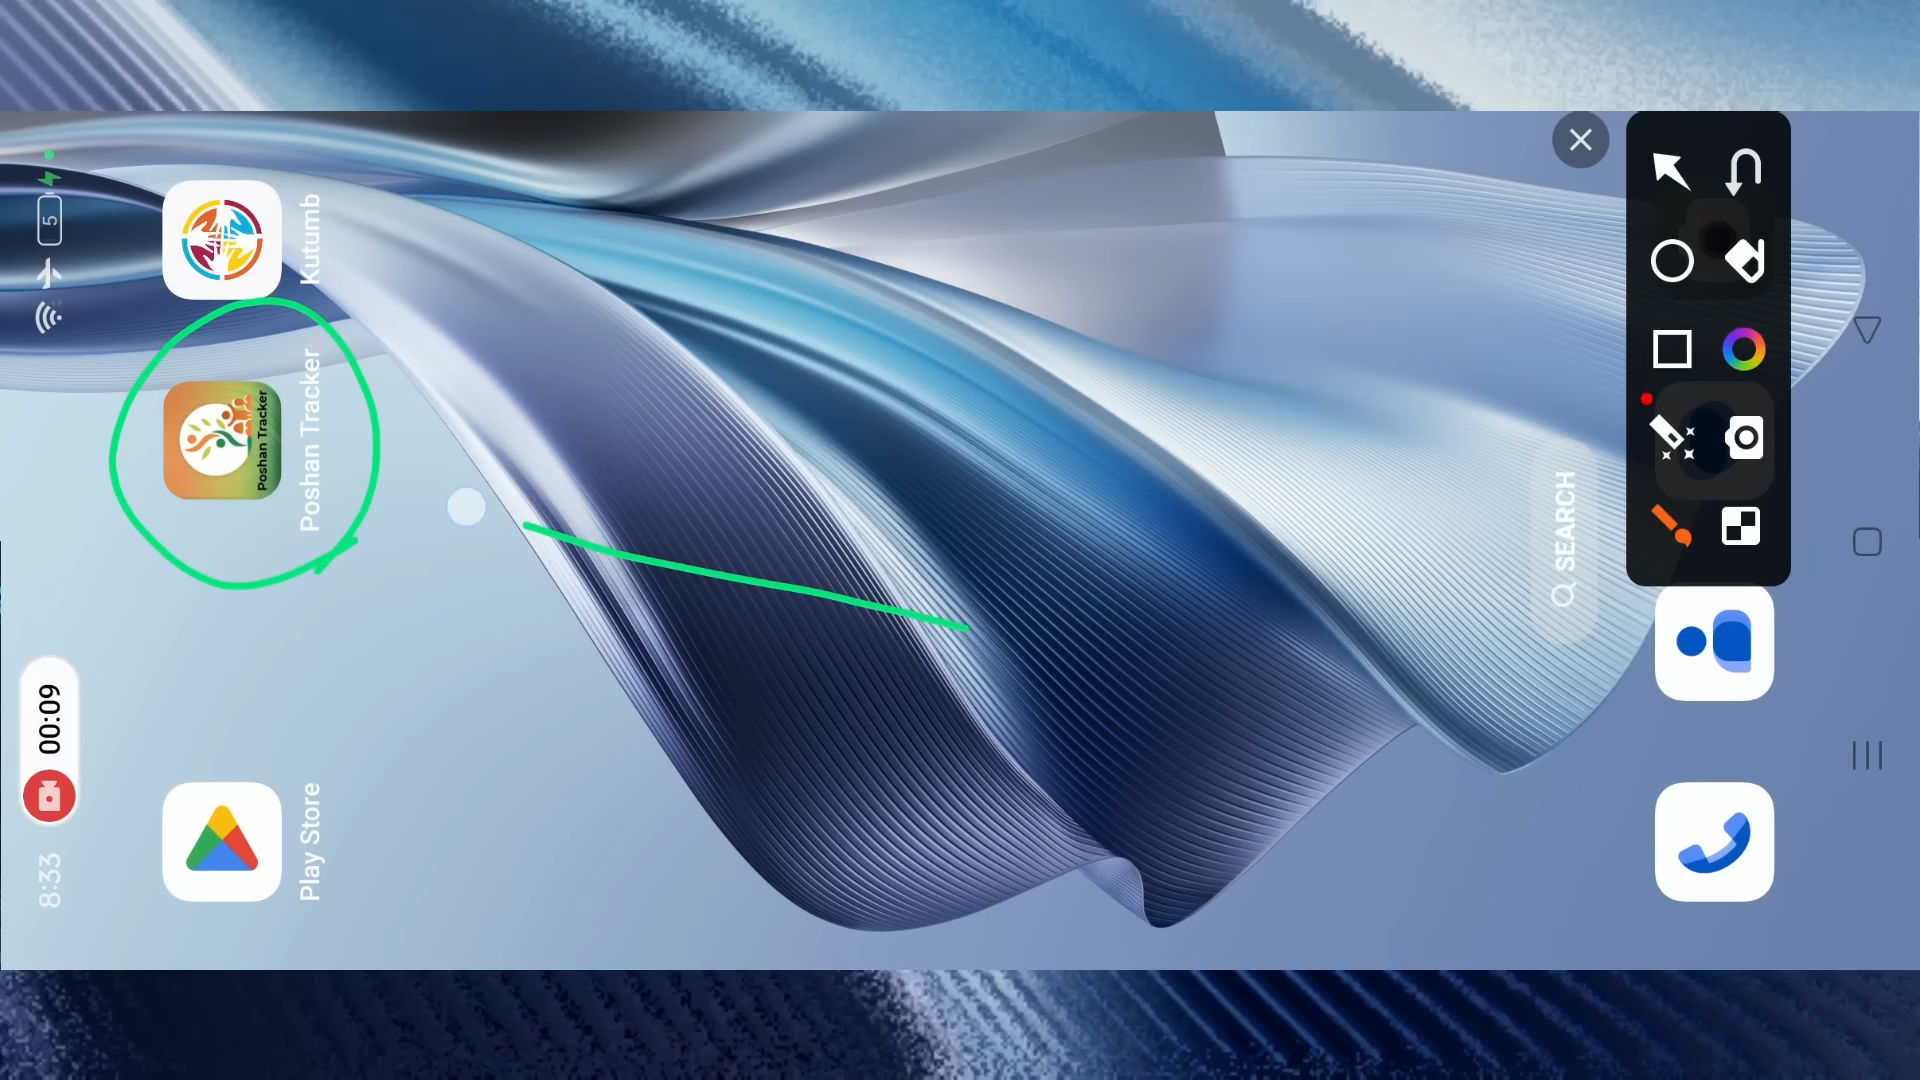 8:33
00:09
5
Play Store
Poshan Tracker
Poshan Tracker
Kutumb
SEARCH